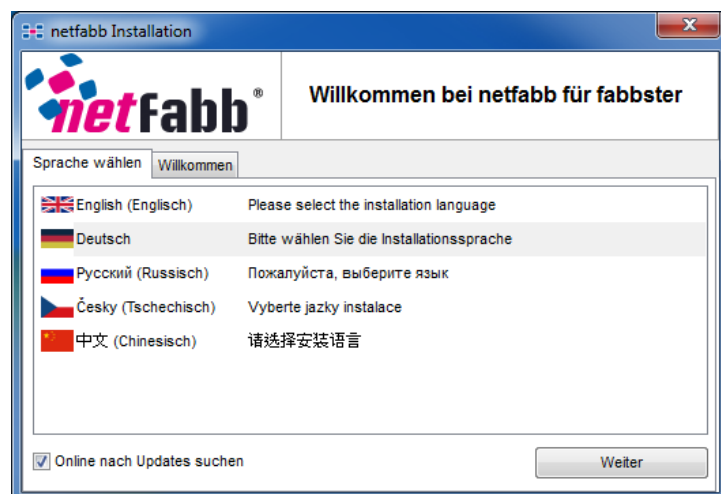 netfabb Installation
netfabb®
Willkommen bei netfabb für fabbster
Sprache wählen Willkommen
English (Englisch) Please select the installation language
Deutsch Bitte wählen Sie die Installationssprache
Русский (Russisch) Пожалуйста, выберите язык
Česky (Tschechisch) Vyberte jazky instalace
中文 (Chinesisch) 请选择安装语言
Online nach Updates suchen Weiter